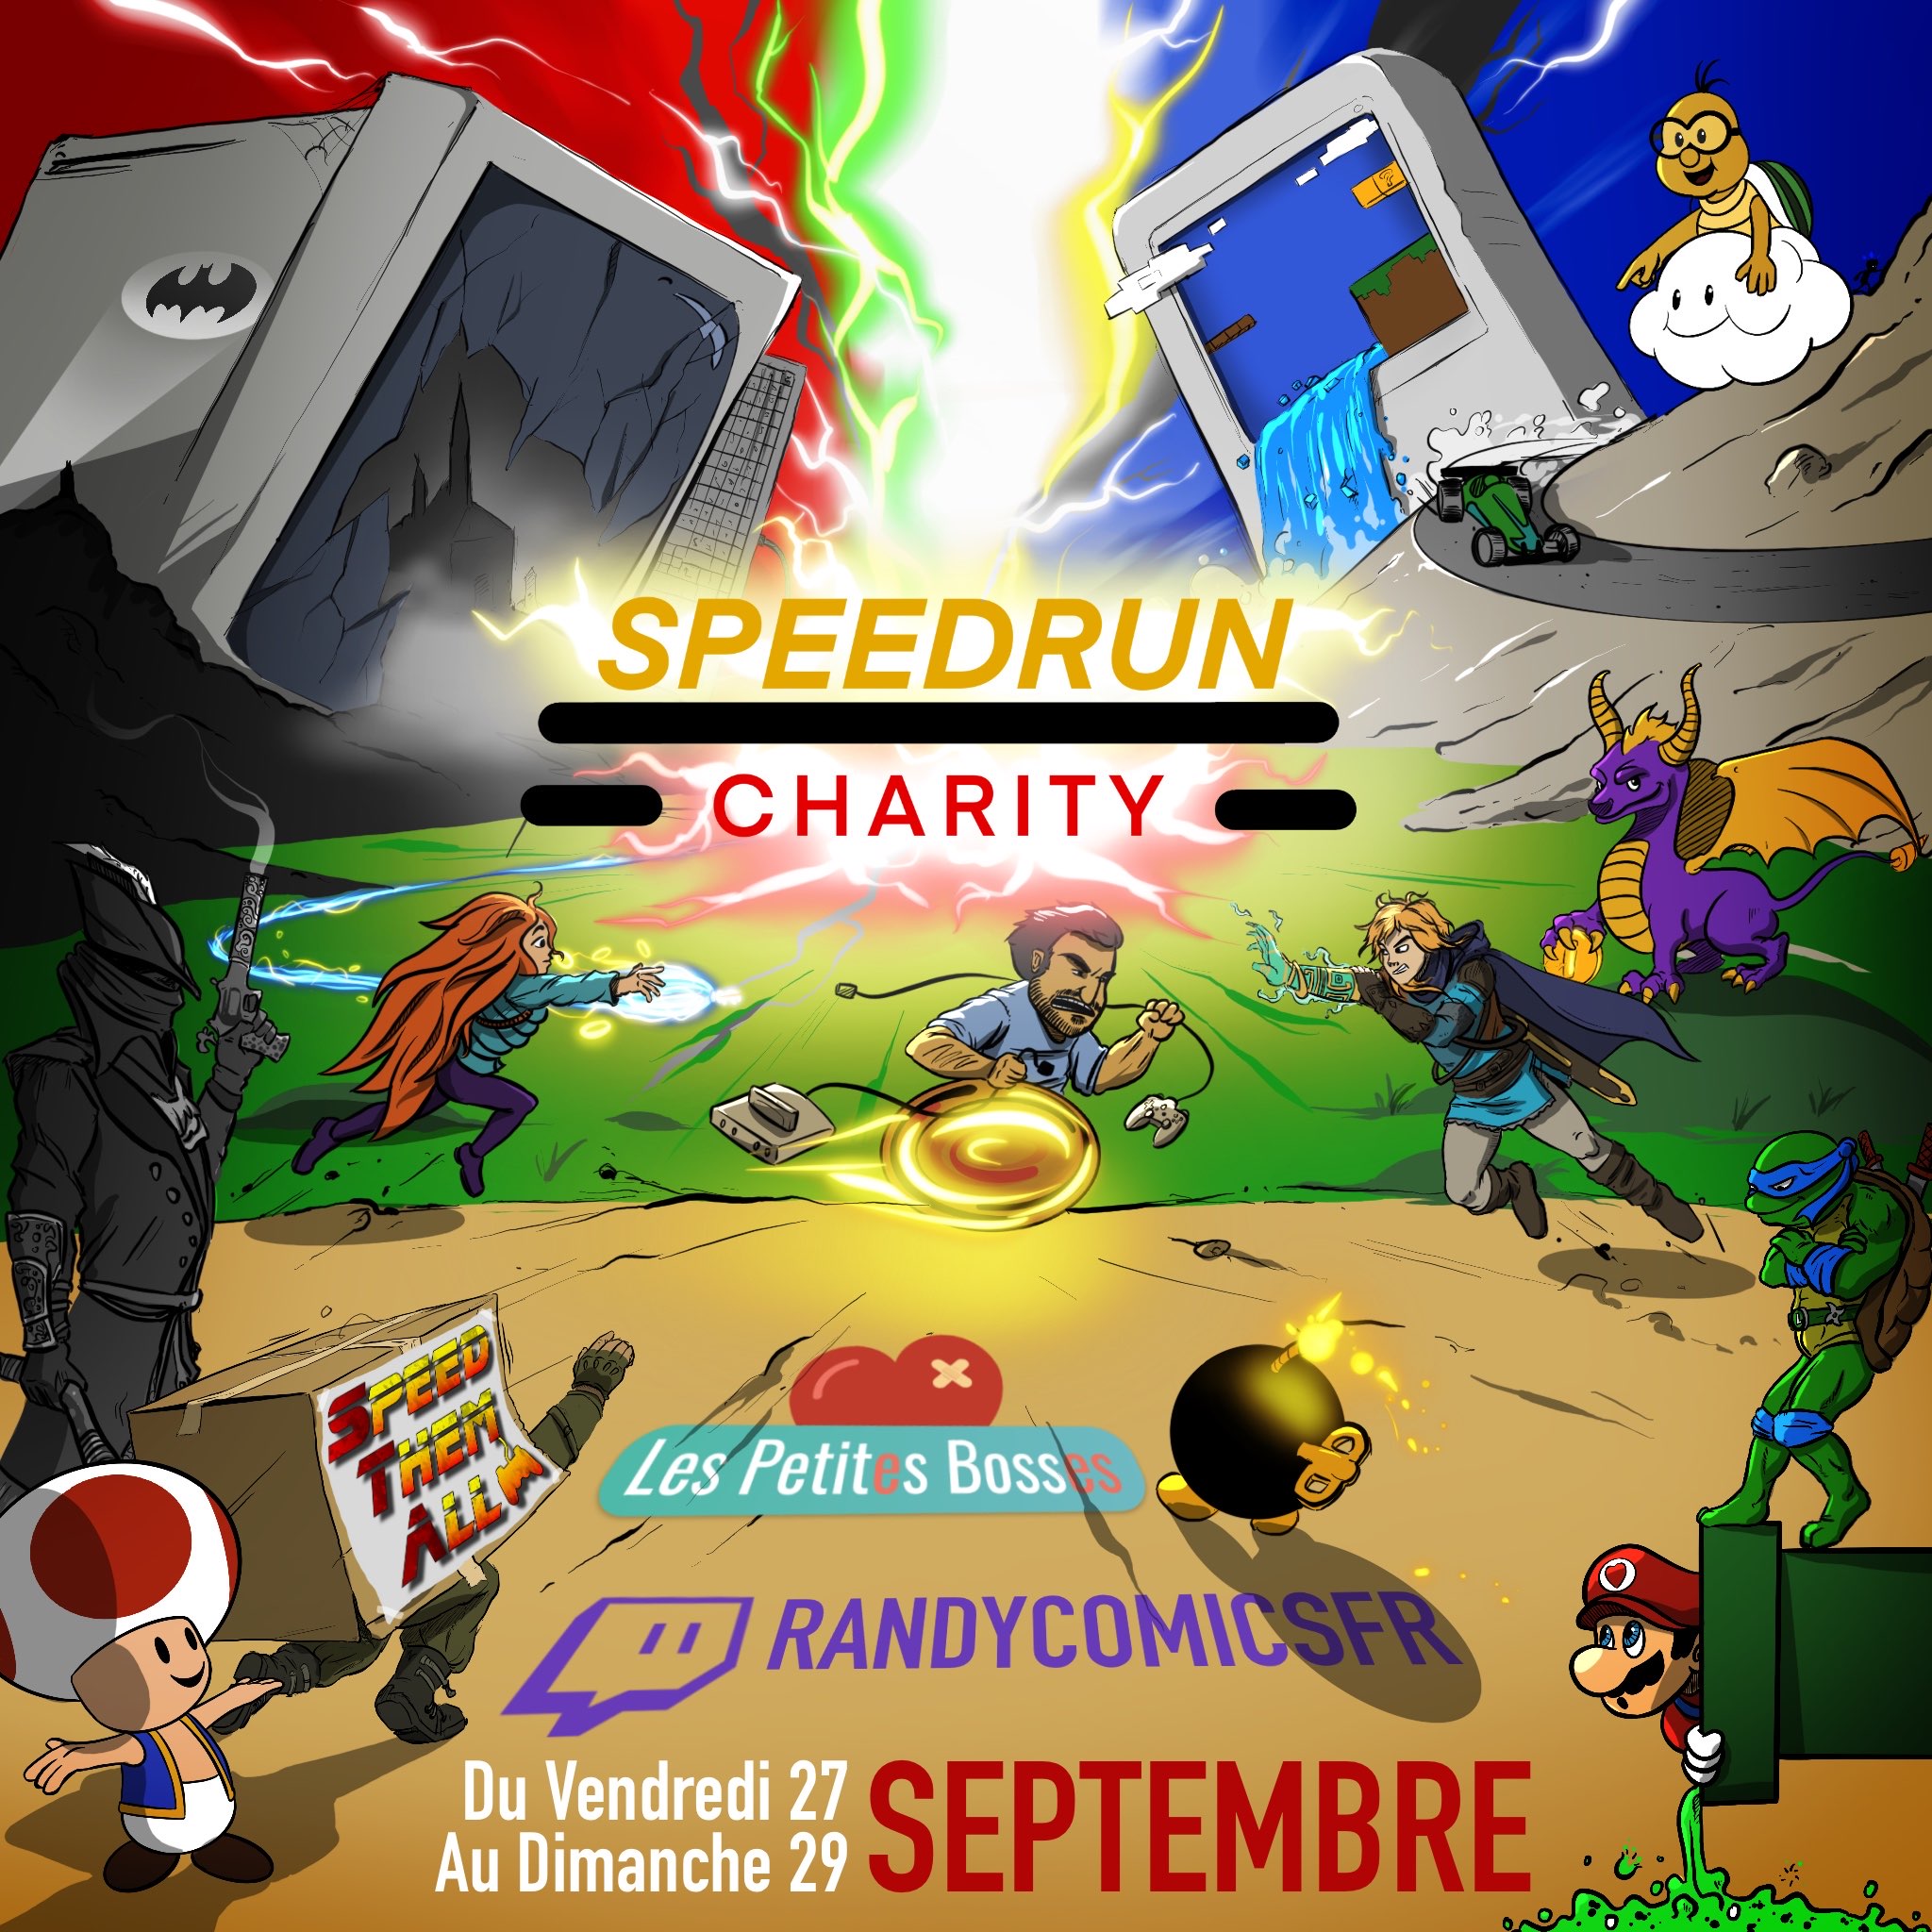 SPEEDRUN
CHARITY
SPEED
THEM
ALL
Les Petites Bosses
RANDYCOMICSFR
Du Vendredi 27
Au Dimanche 29
SEPTEMBRE